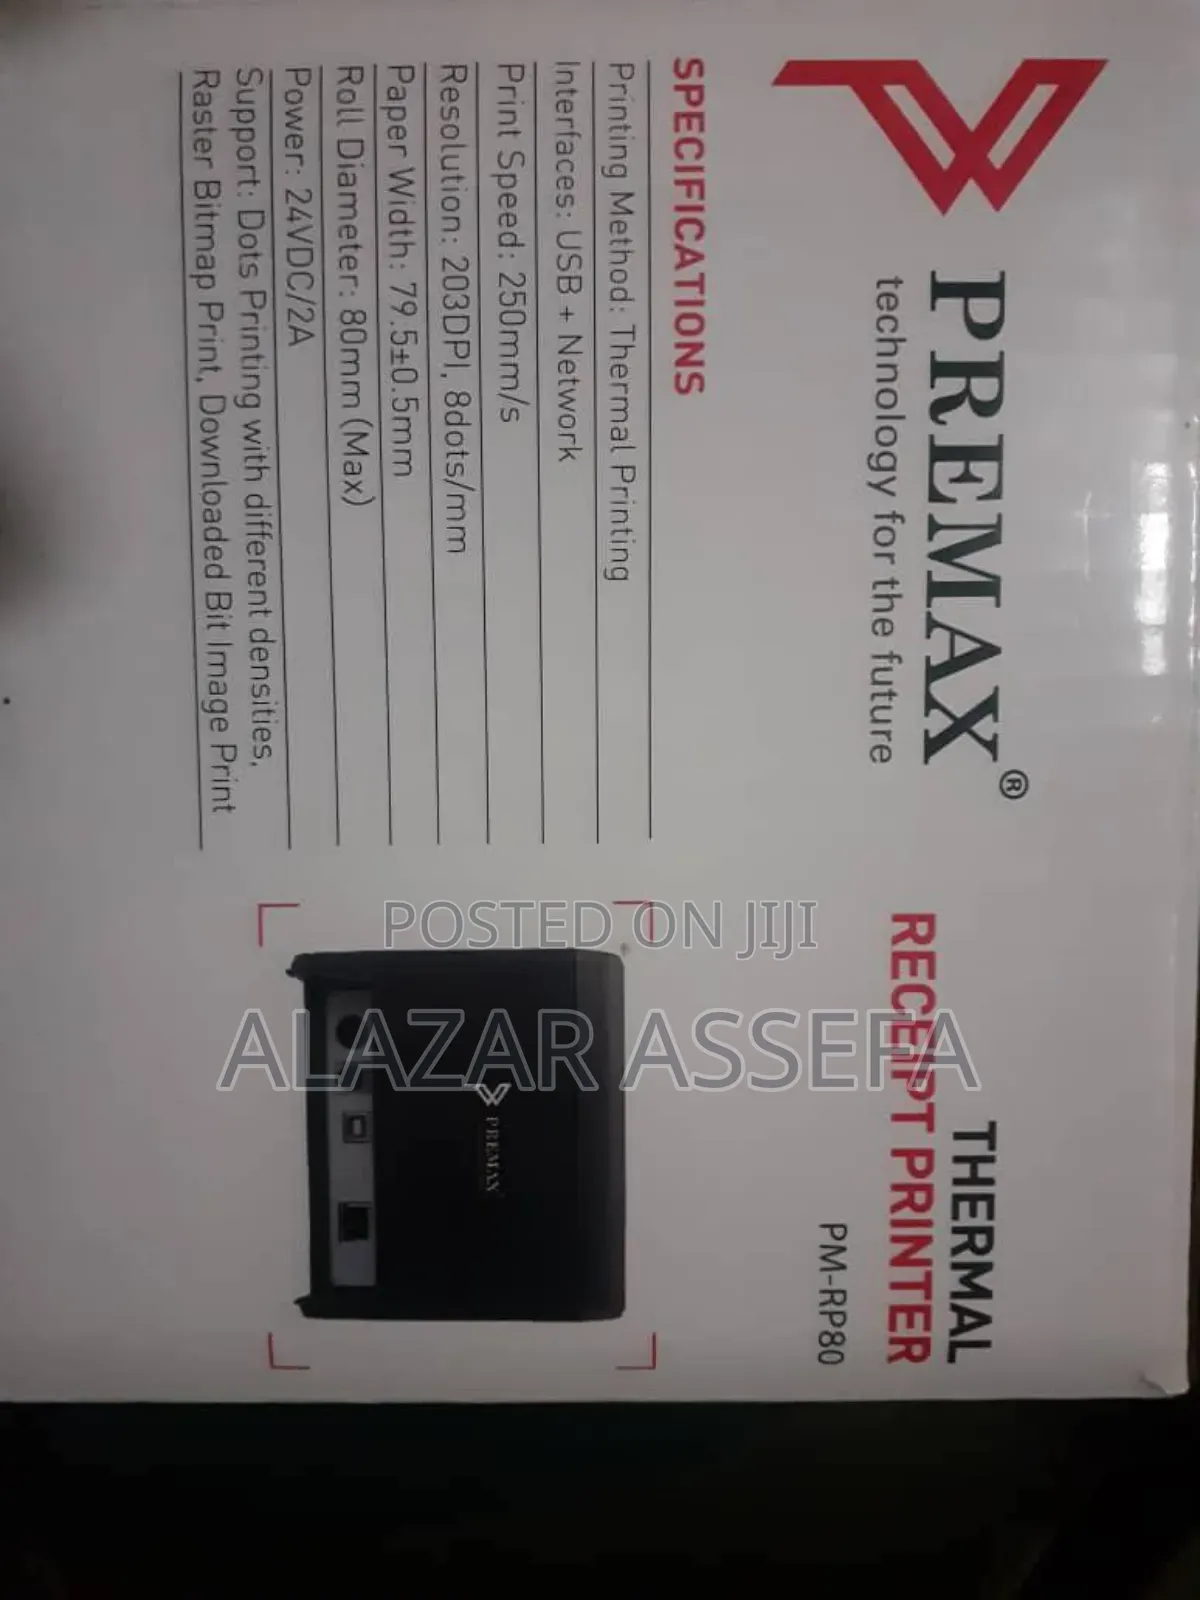 PREMAX®
technology for the future
THERMAL
RECEIPT PRINTER
PM-RP80
SPECIFICATIONS
Printing Method: Thermal Printing
Interfaces: USB + Network
Print Speed: 250mm/s
Resolution: 203DPI, 8dots/mm
Paper Width: 79.5±0.5mm
Roll Diameter: 80mm (Max)
Power: 24VDC/2A
Support: Dots Printing with different densities,
Raster Bitmap Print, Downloaded Bit Image Print
PREMAX
POSTED ON JIJI
ALAZAR ASSEFA